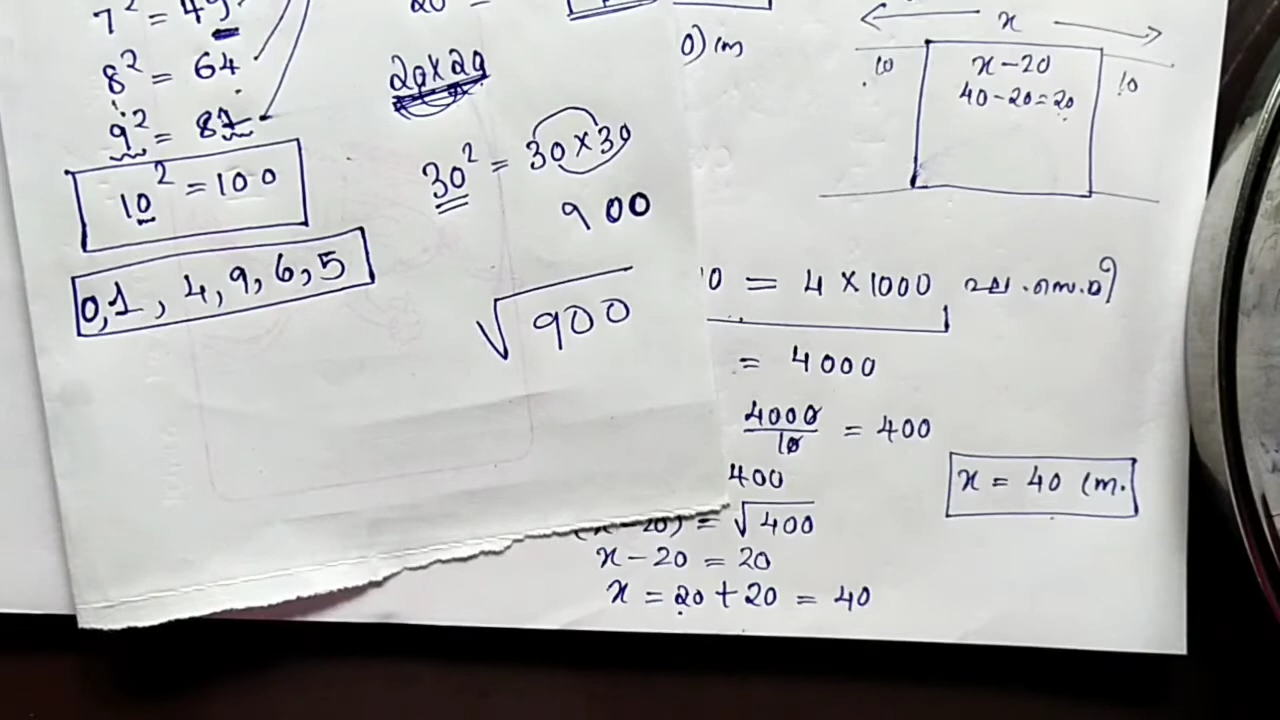 7² = 49
8² = 64
9² = 81
10² = 100
0,1, 4, 9, 6, 5
20×20
30² = 30×30
900
√900
0) cm
x
10
x-20
40-20=20
10
0 = 4 × 1000
= 4000
4000/10 = 400
400
(x-20) = √400
x-20 = 20
x = 20+20 = 40
x = 40 cm.